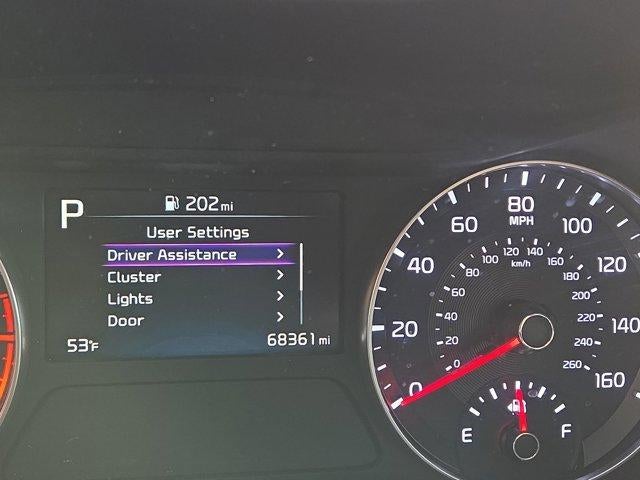 P
202 mi
User Settings
Driver Assistance >
Cluster >
Lights >
Door >
53°F
68361 mi
0
20
40
60
80
100
120
140
160
MPH
0
20
40
60
80
100
120
140
160
180
200
220
240
260
km/h
E
F